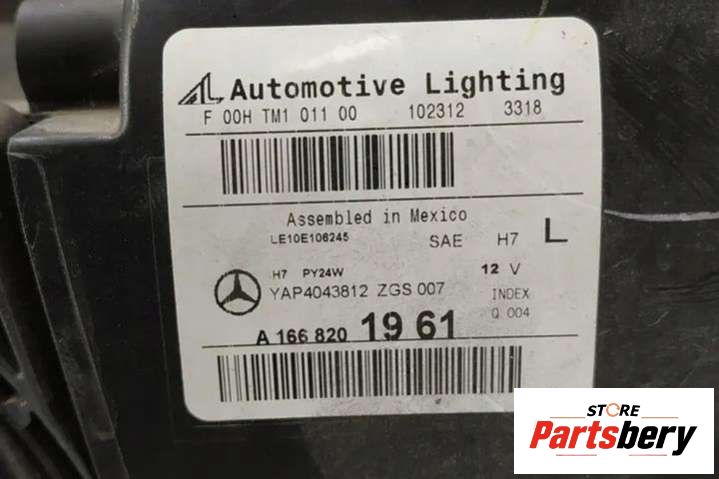 AL Automotive Lighting
F 00H TM1 011 00 102312 3318
Assembled in Mexico
LE10E106245 SAE H7 L
H7 PY24W 12 V
YAP4043812 ZGS 007 INDEX
Q 004
A 166 820 19 61
STORE
Partsbery